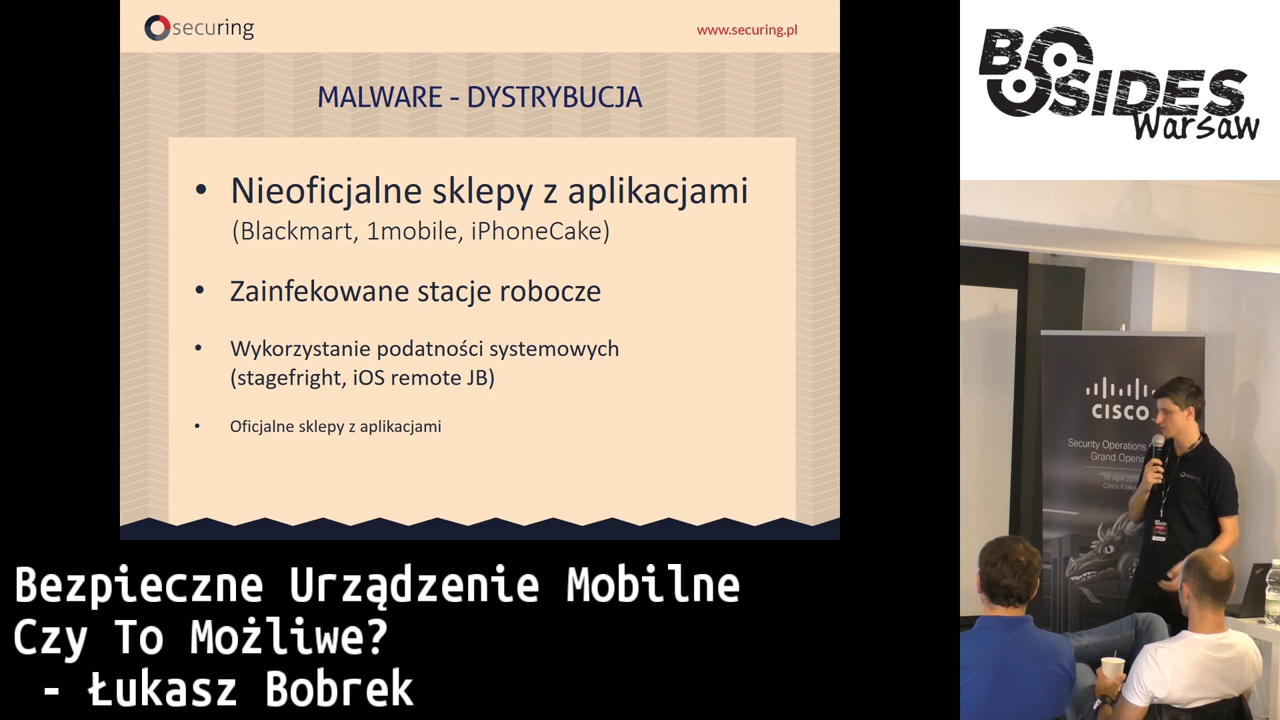 securing
www.securing.pl
MALWARE - DYSTRYBUCJA
• Nieoficjalne sklepy z aplikacjami
(Blackmart, 1mobile, iPhoneCake)
• Zainfekowane stacje robocze
• Wykorzystanie podatności systemowych
(stagefright, iOS remote JB)
• Oficjalne sklepy z aplikacjami
Bezpieczne Urządzenie Mobilne
Czy To Możliwe?
- Łukasz Bobrek
BSIDES
Warsaw
CISCO
Security Operations
Grand